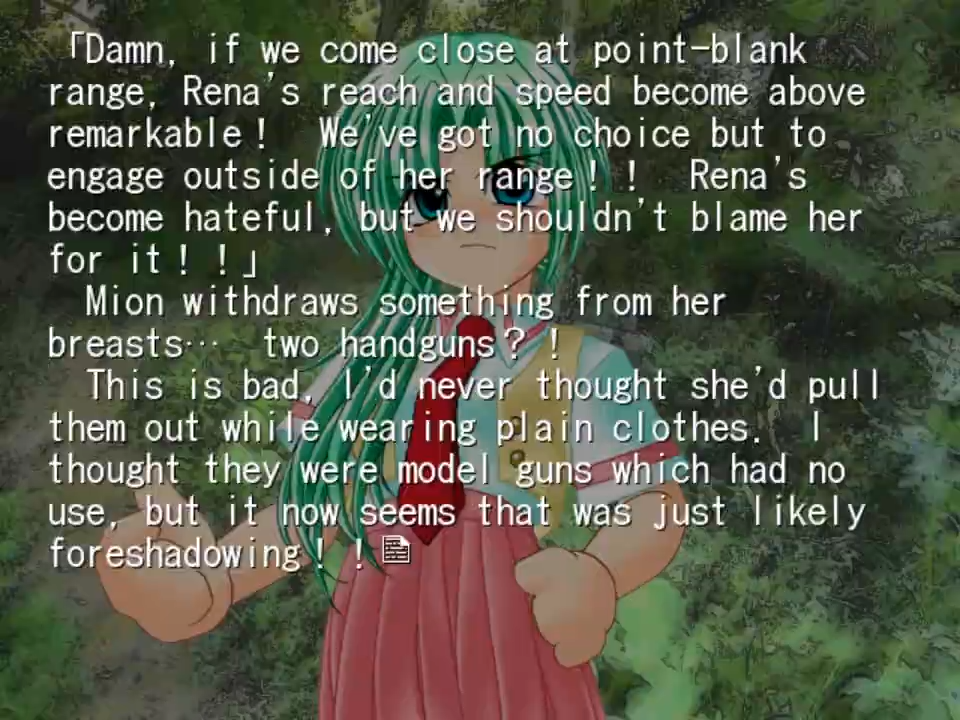 「Damn, if we come close at point-blank
range, Rena's reach and speed become above
remarkable！ We've got no choice but to
engage outside of her range！！ Rena's
become hateful, but we shouldn't blame her
for it！！」
Mion withdraws something from her
breasts… two handguns？！
This is bad, I'd never thought she'd pull
them out while wearing plain clothes. I
thought they were model guns which had no
use, but it now seems that was just likely
foreshadowing！！